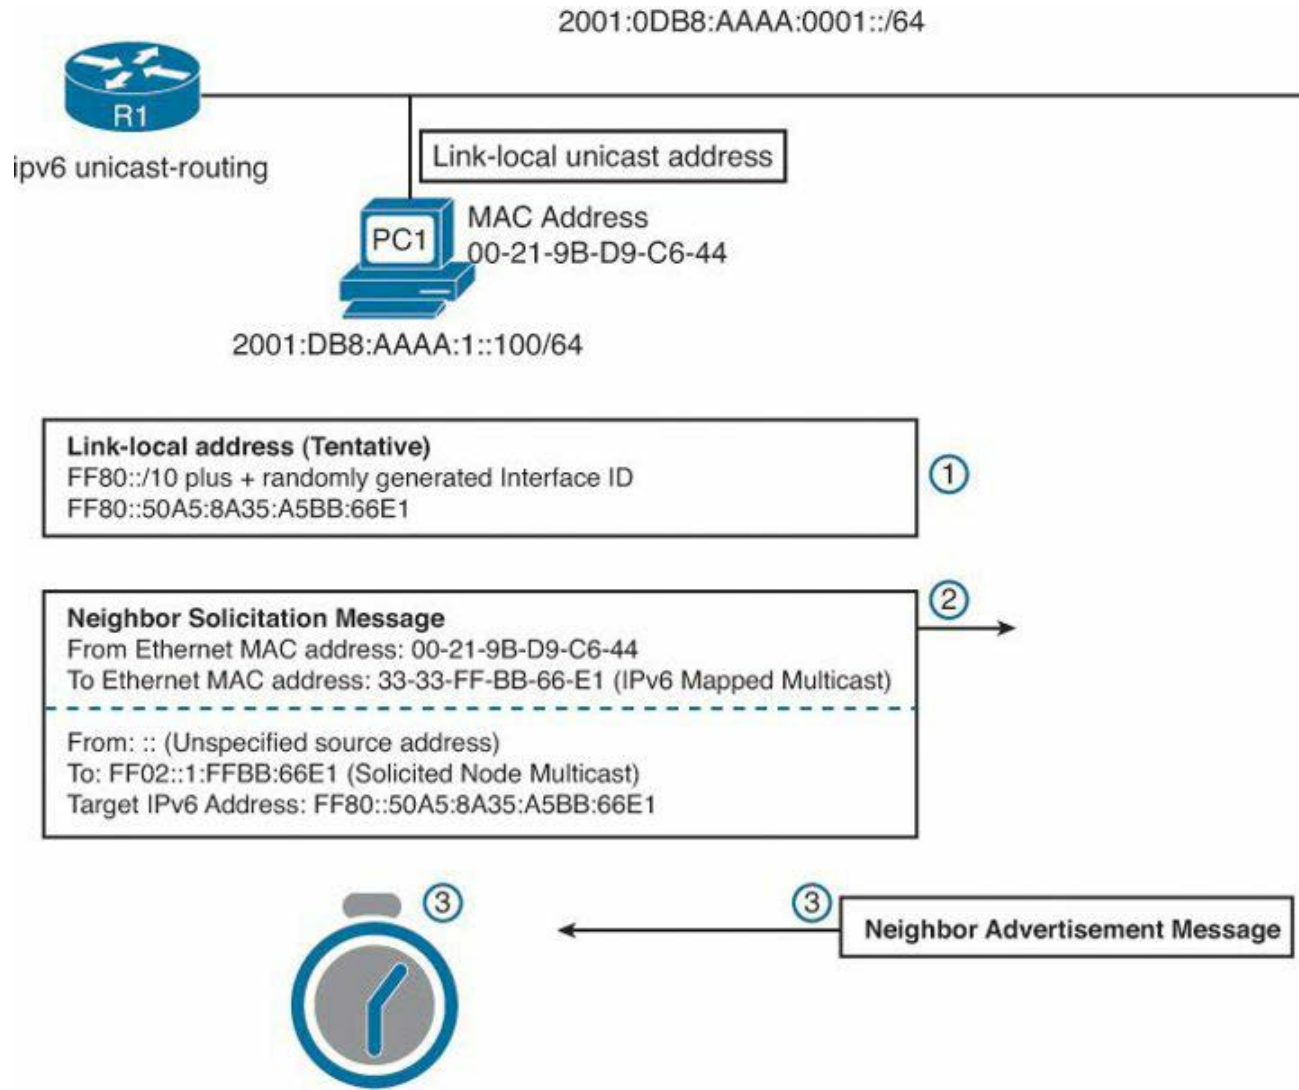 2001:0DB8:AAAA:0001::/64
R1
ipv6 unicast-routing
Link-local unicast address
PC1
MAC Address
00-21-9B-D9-C6-44
2001:DB8:AAAA:1::100/64
Link-local address (Tentative)
FF80::/10 plus + randomly generated Interface ID
FF80::50A5:8A35:A5BB:66E1
1
Neighbor Solicitation Message
From Ethernet MAC address: 00-21-9B-D9-C6-44
To Ethernet MAC address: 33-33-FF-BB-66-E1 (IPv6 Mapped Multicast)
From: :: (Unspecified source address)
To: FF02::1:FFBB:66E1 (Solicited Node Multicast)
Target IPv6 Address: FF80::50A5:8A35:A5BB:66E1
2
3
3
Neighbor Advertisement Message